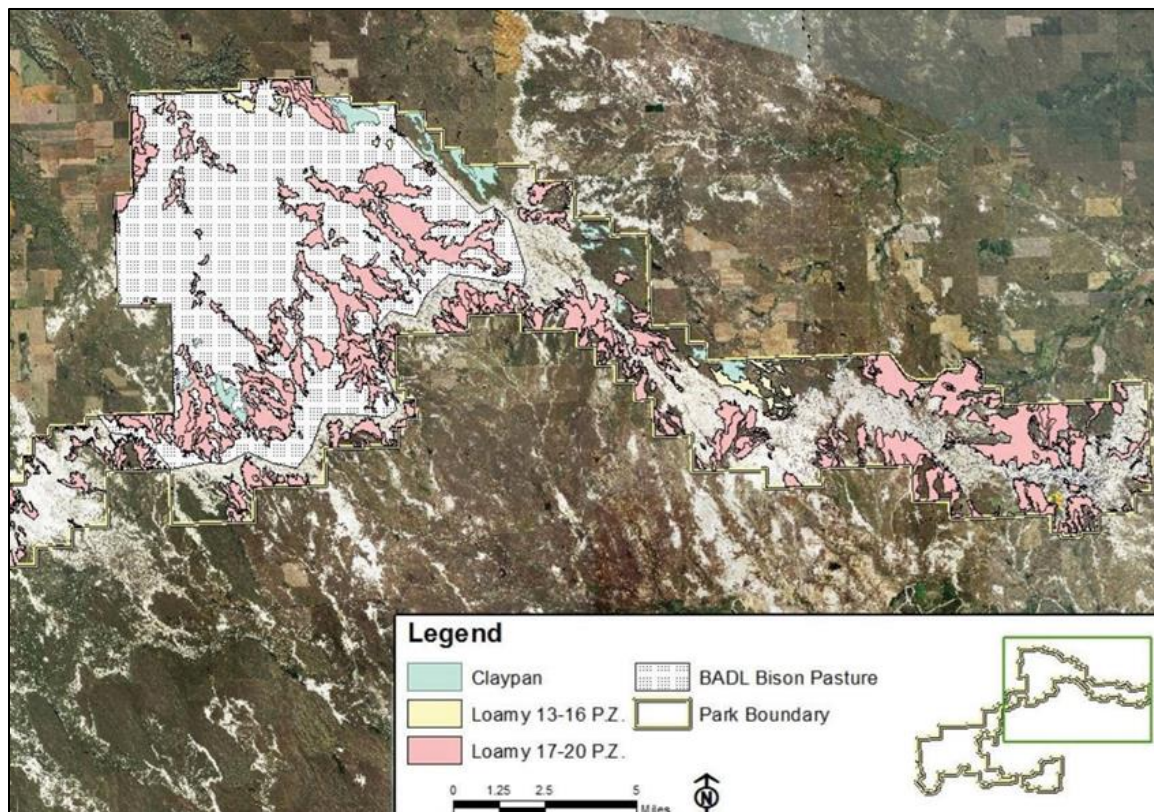 Legend
Claypan
BADL Bison Pasture
Loamy 13-16 P.Z.
Park Boundary
Loamy 17-20 P.Z.
0 1.25 2.5 5
Miles
N